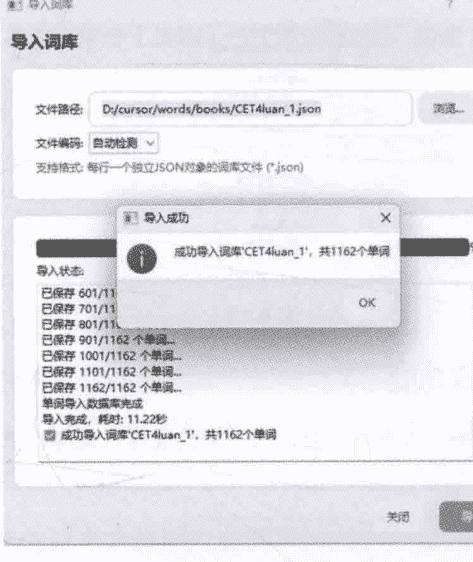 导入词库
?
导入词库
文件路径: D:/cursor/words/books/CET4luan_1.json 浏览...
文件编码: 自动检测
支持格式: 每行一个独立JSON对象的词库文件 (*.json)
导入成功
成功导入词库'CET4luan_1'，共1162个单词
OK
导入状态:
已保存 601/11
已保存 701/11
已保存 801/11
已保存 901/1162 个单词...
已保存 1001/1162 个单词...
已保存 1101/1162 个单词...
已保存 1162/1162 个单词...
单词导入数据库完成
导入完成，耗时: 11.22秒
成功导入词库'CET4luan_1'，共1162个单词
关闭